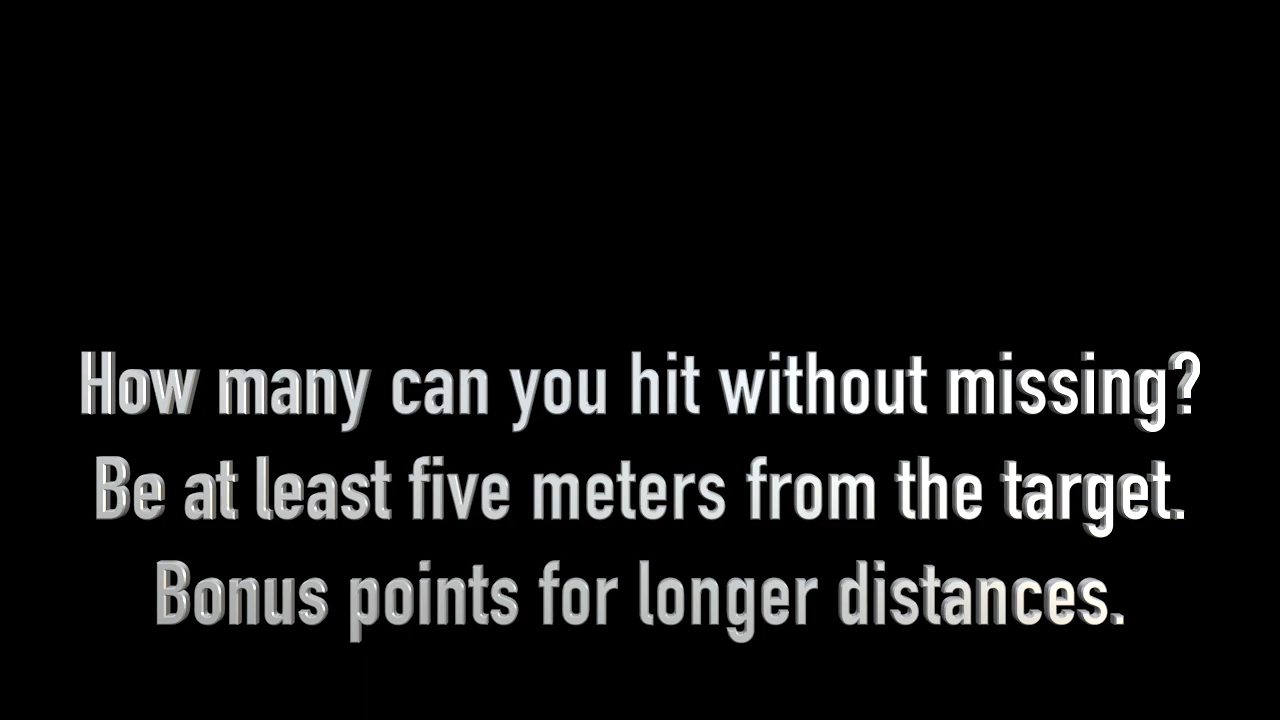 How many can you hit without missing?
Be at least five meters from the target.
Bonus points for longer distances.